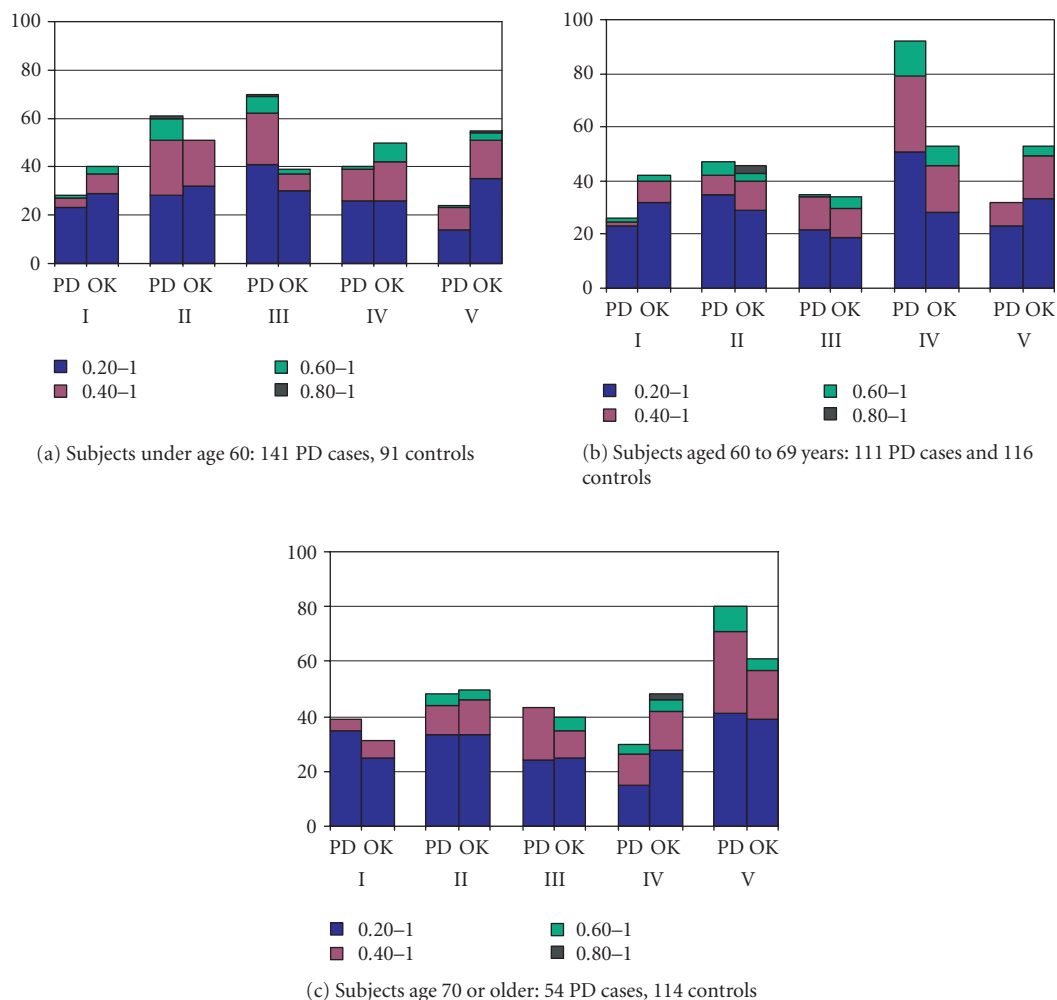 100
80
60
40
20
0
PD OK PD OK PD OK PD OK PD OK
I II III IV V
0.20–1 0.60–1
0.40–1 0.80–1
(a) Subjects under age 60: 141 PD cases, 91 controls
100
80
60
40
20
0
PD OK PD OK PD OK PD OK PD OK
I II III IV V
0.20–1 0.60–1
0.40–1 0.80–1
(b) Subjects aged 60 to 69 years: 111 PD cases and 116
controls
100
80
60
40
20
0
PD OK PD OK PD OK PD OK PD OK
I II III IV V
0.20–1 0.60–1
0.40–1 0.80–1
(c) Subjects age 70 or older: 54 PD cases, 114 controls